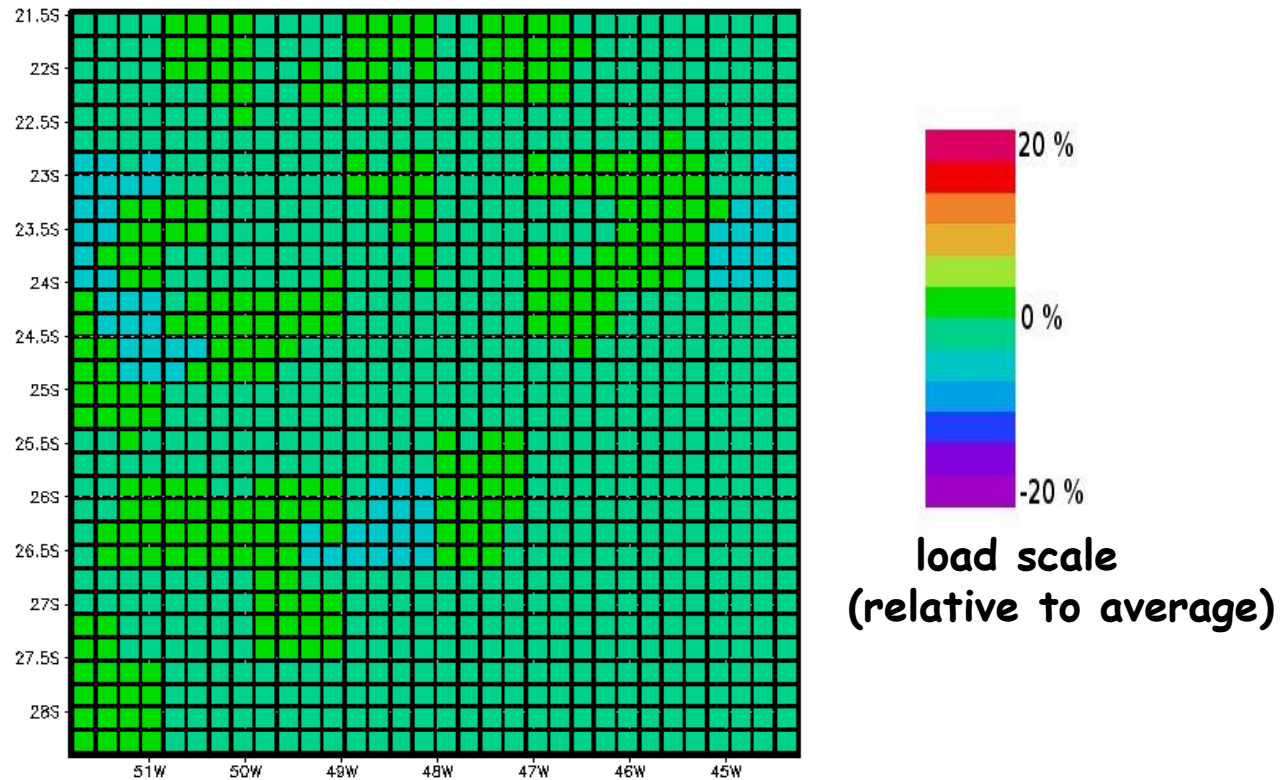 21.5S
22S
22.5S
23S
23.5S
24S
24.5S
25S
25.5S
26S
26.5S
27S
27.5S
28S
51W 50W 49W 48W 47W 46W 45W
20 %
0 %
-20 %
load scale
(relative to average)